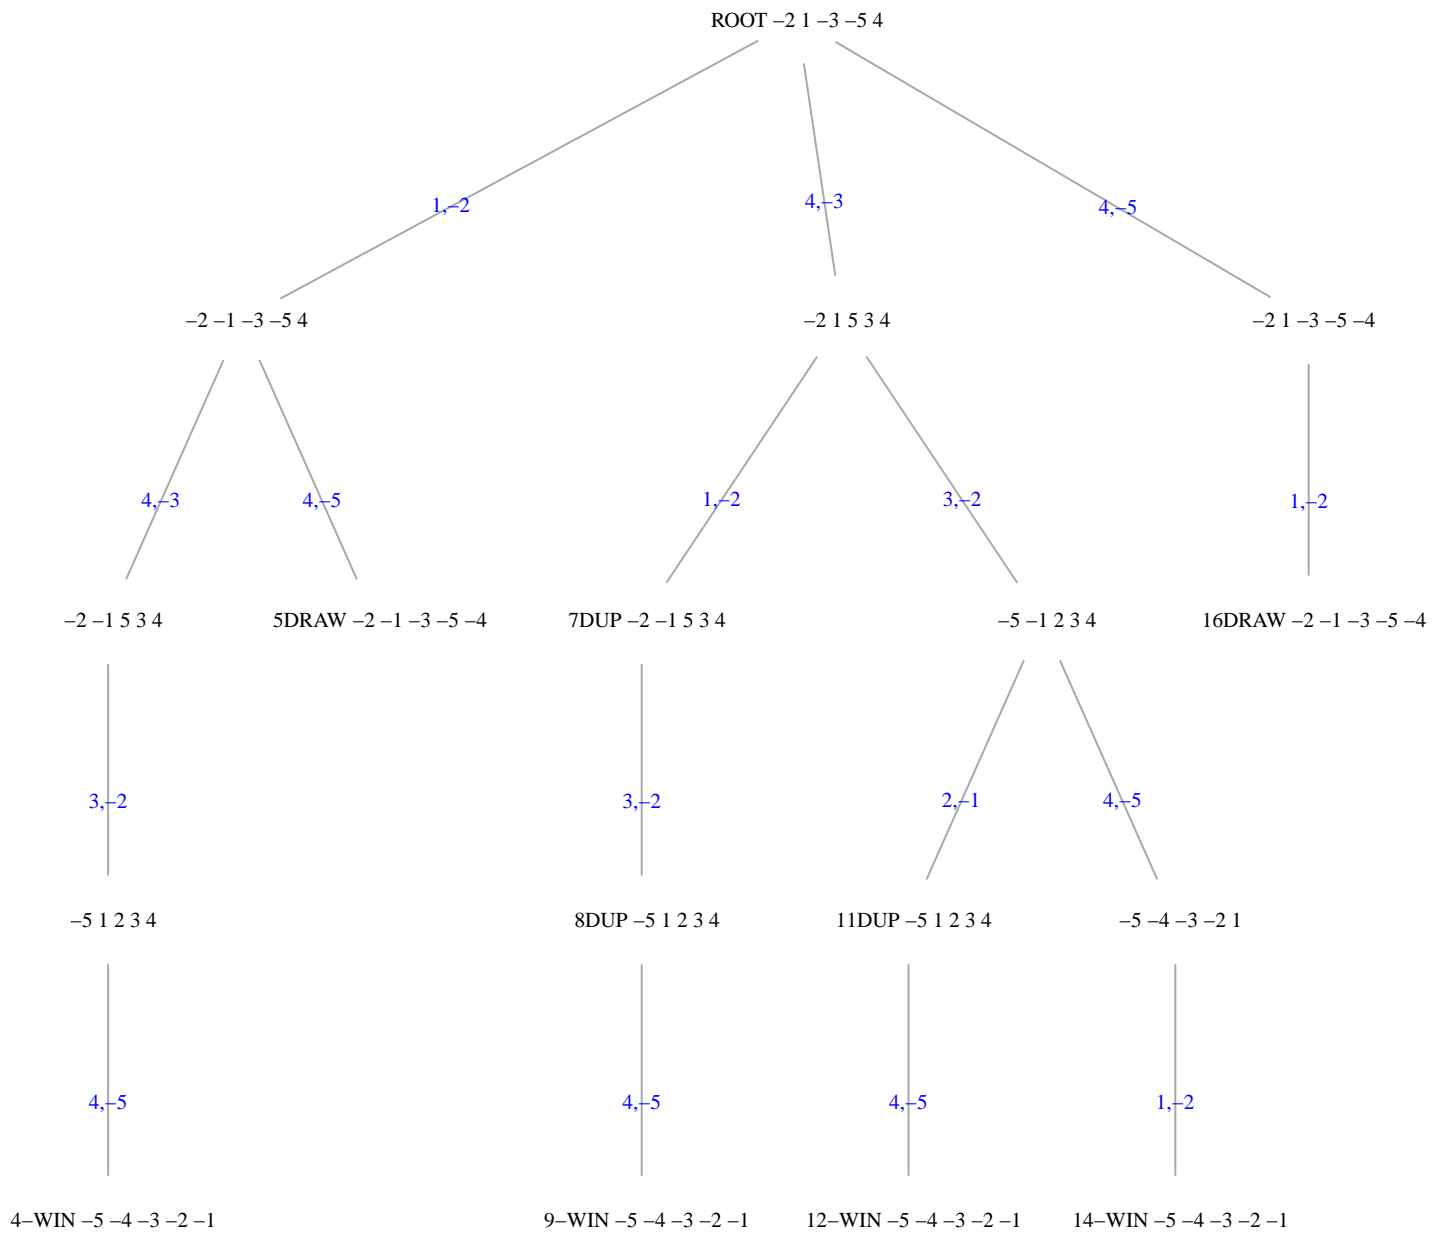 ROOT −2 1 −3 −5 4
1,−2
4,−3
4,−5
−2 −1 −3 −5 4
−2 1 5 3 4
−2 1 −3 −5 −4
4,−3
4,−5
1,−2
3,−2
1,−2
−2 −1 5 3 4
5DRAW −2 −1 −3 −5 −4
7DUP −2 −1 5 3 4
−5 −1 2 3 4
16DRAW −2 −1 −3 −5 −4
3,−2
3,−2
2,−1
4,−5
−5 1 2 3 4
8DUP −5 1 2 3 4
11DUP −5 1 2 3 4
−5 −4 −3 −2 1
4,−5
4,−5
4,−5
1,−2
4−WIN −5 −4 −3 −2 −1
9−WIN −5 −4 −3 −2 −1
12−WIN −5 −4 −3 −2 −1
14−WIN −5 −4 −3 −2 −1